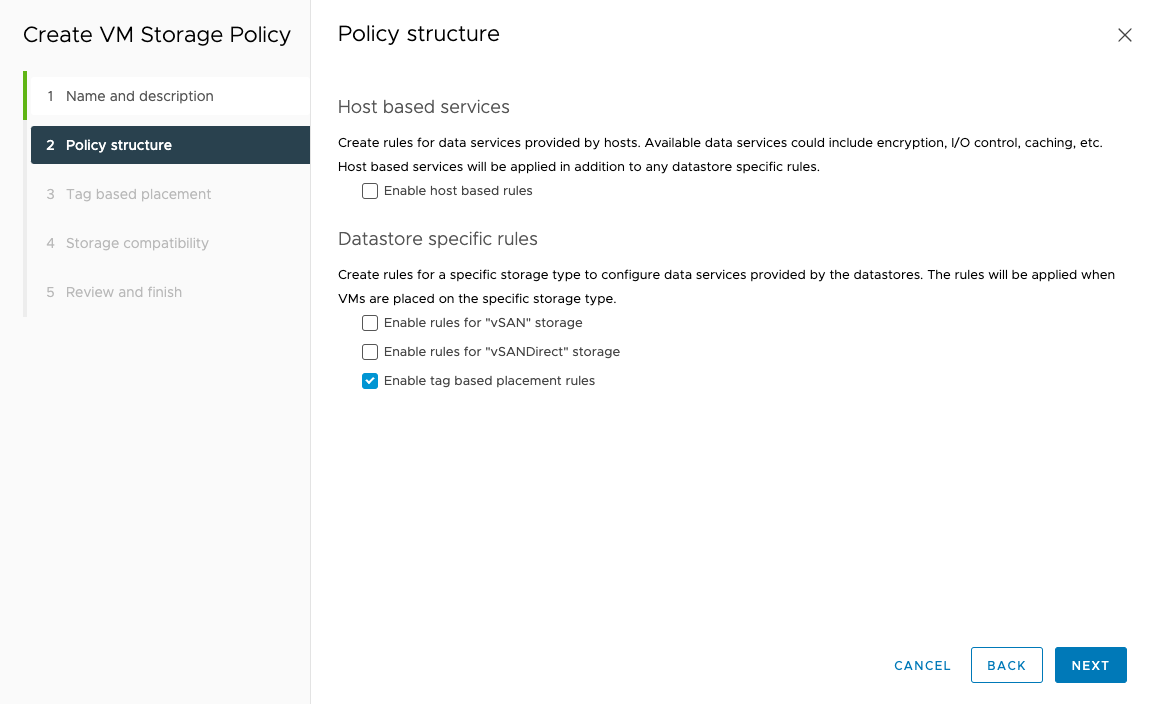 Create VM Storage Policy
1 Name and description
2 Policy structure
3 Tag based placement
4 Storage compatibility
5 Review and finish
Policy structure
Host based services
Create rules for data services provided by hosts. Available data services could include encryption, I/O control, caching, etc.
Host based services will be applied in addition to any datastore specific rules.
Enable host based rules
Datastore specific rules
Create rules for a specific storage type to configure data services provided by the datastores. The rules will be applied when
VMs are placed on the specific storage type.
Enable rules for "vSAN" storage
Enable rules for "vSANDirect" storage
Enable tag based placement rules
CANCEL BACK NEXT